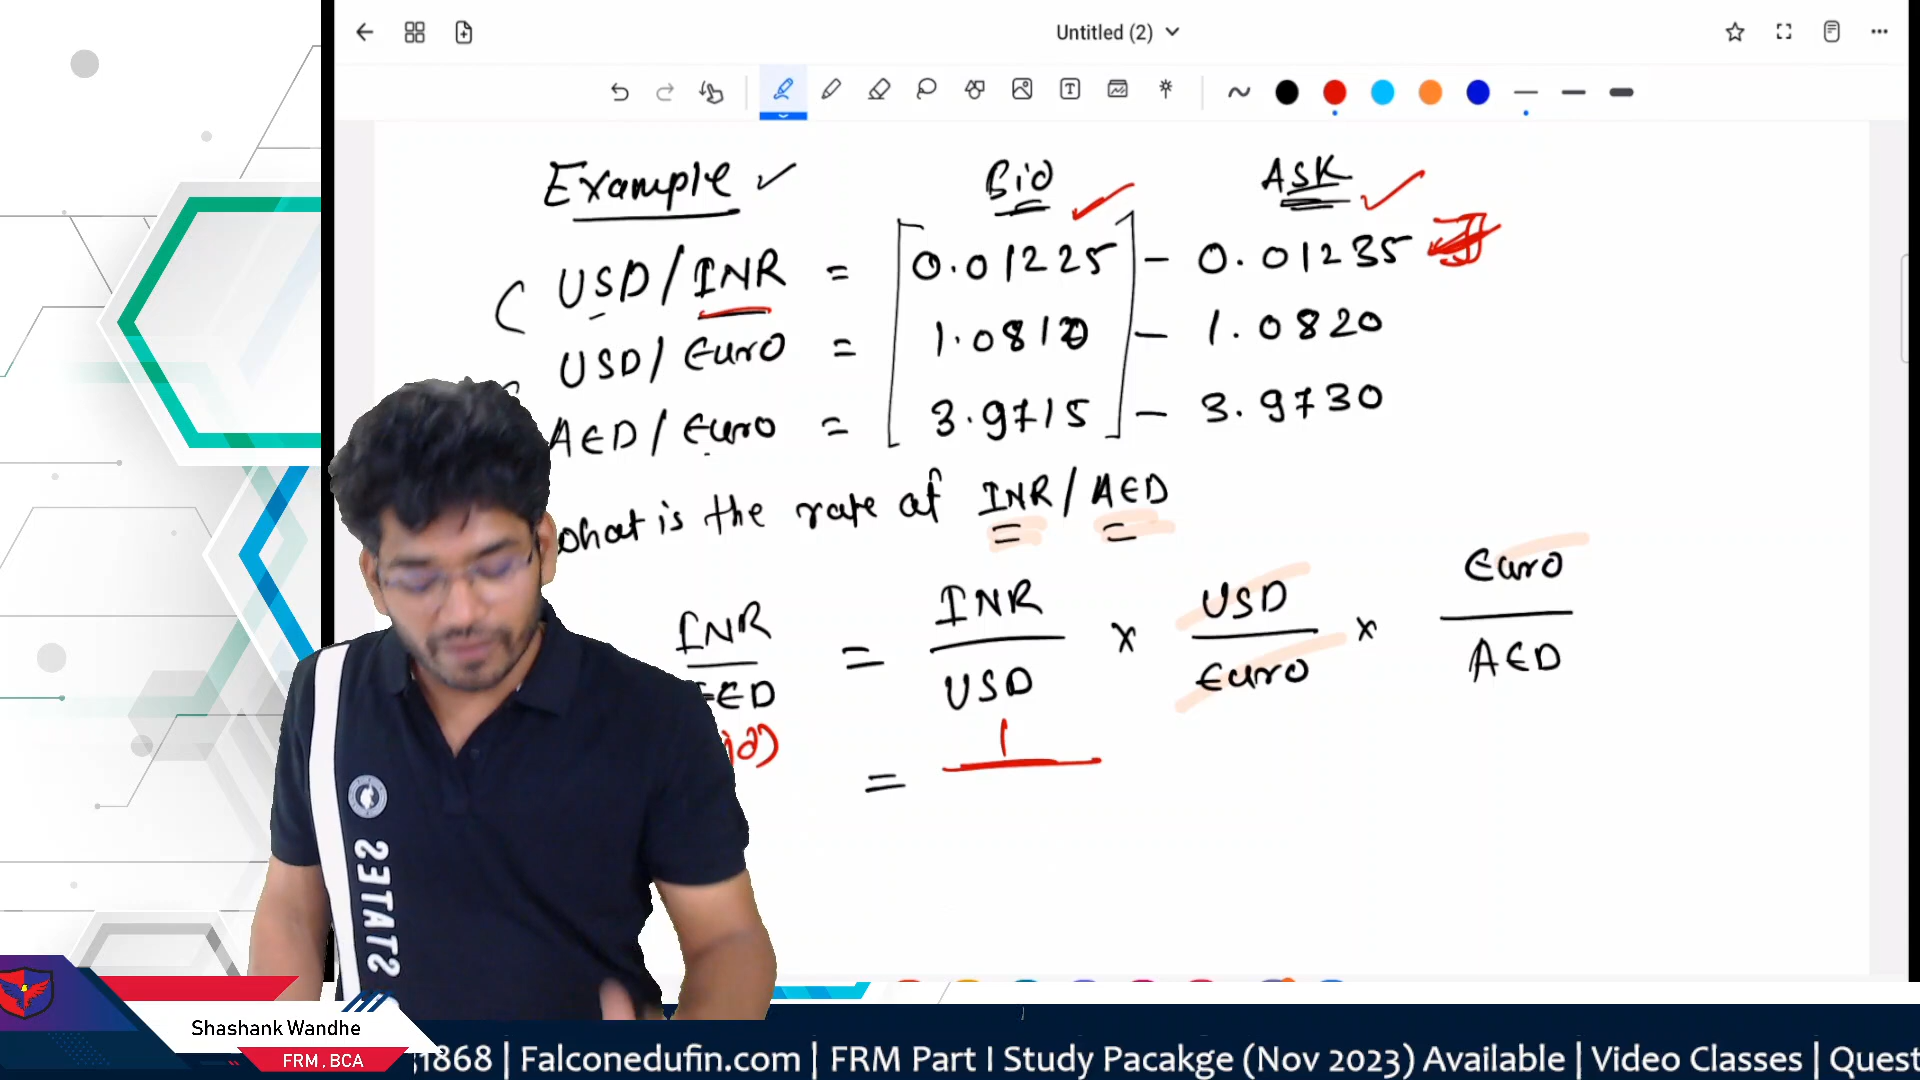 Untitled (2)
Example Bid ASK
USD/INR = 0.01225 - 0.01235
USD/Euro = 1.0810 - 1.0820
AED/Euro = 3.9715 - 3.9730
what is the rate of INR/AED
INR = INR × USD × Euro
USD Euro AED
= 1
STATES
Shashank Wandhe
FRM, BCA
1868 | Falconedufin.com | FRM Part I Study Pacakge (Nov 2023) Available | Video Classes | Quest